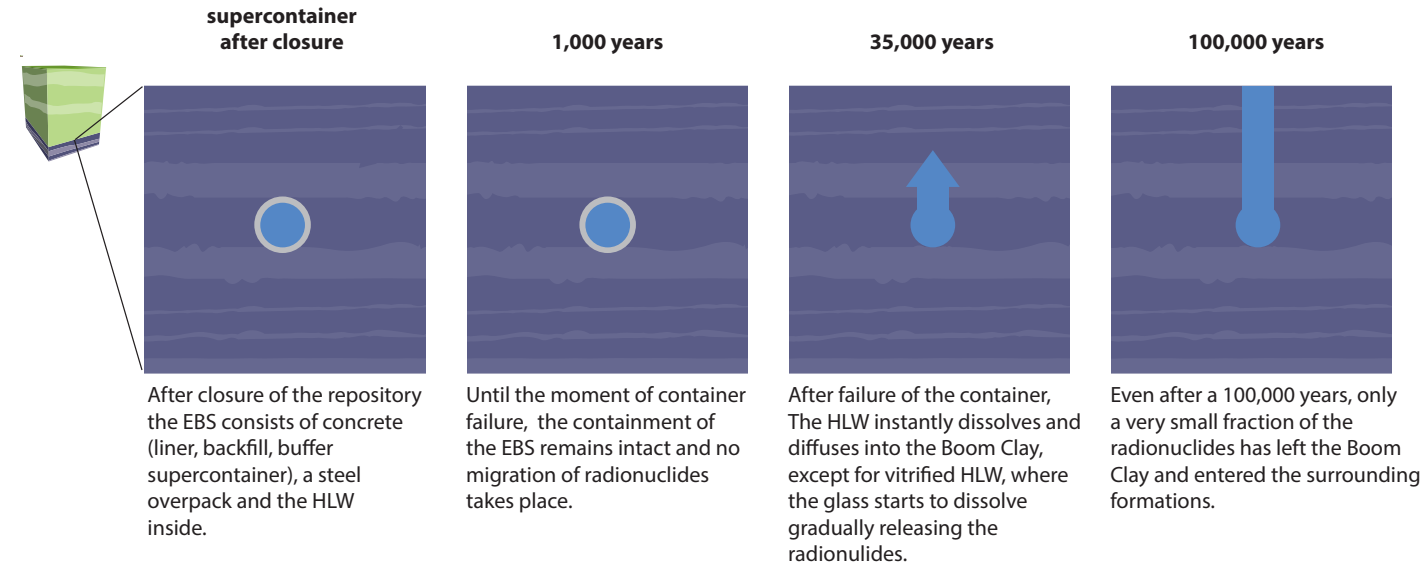 supercontainer
after closure
1,000 years
35,000 years
100,000 years
After closure of the repository
the EBS consists of concrete
(liner, backfill, buffer
supercontainer), a steel
overpack and the HLW
inside.
Until the moment of container
failure,  the containment of
the EBS remains intact and no
migration of radionuclides
takes place.
After failure of the container,
The HLW instantly dissolves and
diffuses into the Boom Clay,
except for vitrified HLW, where
the glass starts to dissolve
gradually releasing the
radionulides.
Even after a 100,000 years, only
a very small fraction of the
radionuclides has left the Boom
Clay and entered the surrounding
formations.